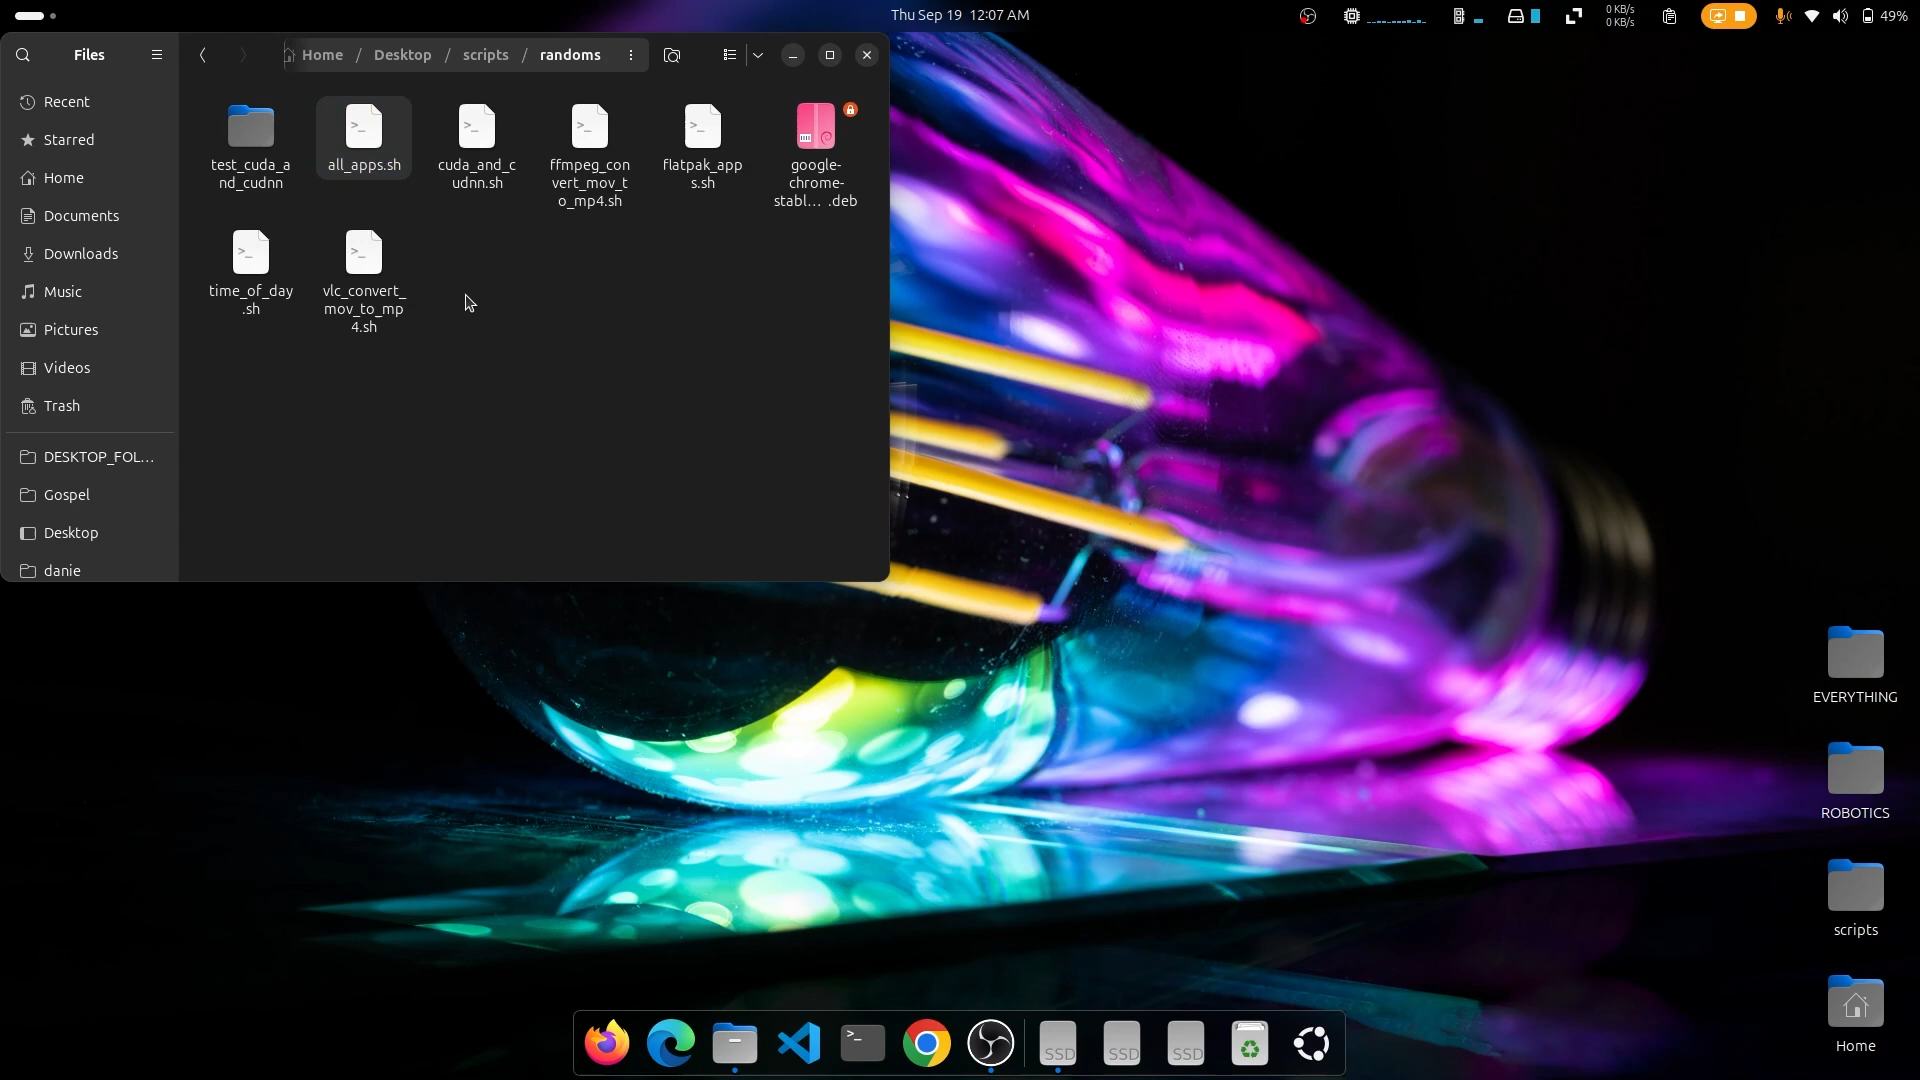 Thu Sep 19 12:07 AM
0 KB/s
0 KB/s
49%
Files
Home / Desktop / scripts / randoms
Recent
Starred
Home
Documents
Downloads
Music
Pictures
Videos
Trash
DESKTOP_FOL...
Gospel
Desktop
danie
test_cuda_a
nd_cudnn
all_apps.sh
cuda_and_c
udnn.sh
ffmpeg_con
vert_mov_t
o_mp4.sh
flatpak_app
s.sh
google-
chrome-
stabl... .deb
time_of_day
.sh
vlc_convert_
mov_to_mp
4.sh
EVERYTHING
ROBOTICS
scripts
Home
SSD
SSD
SSD